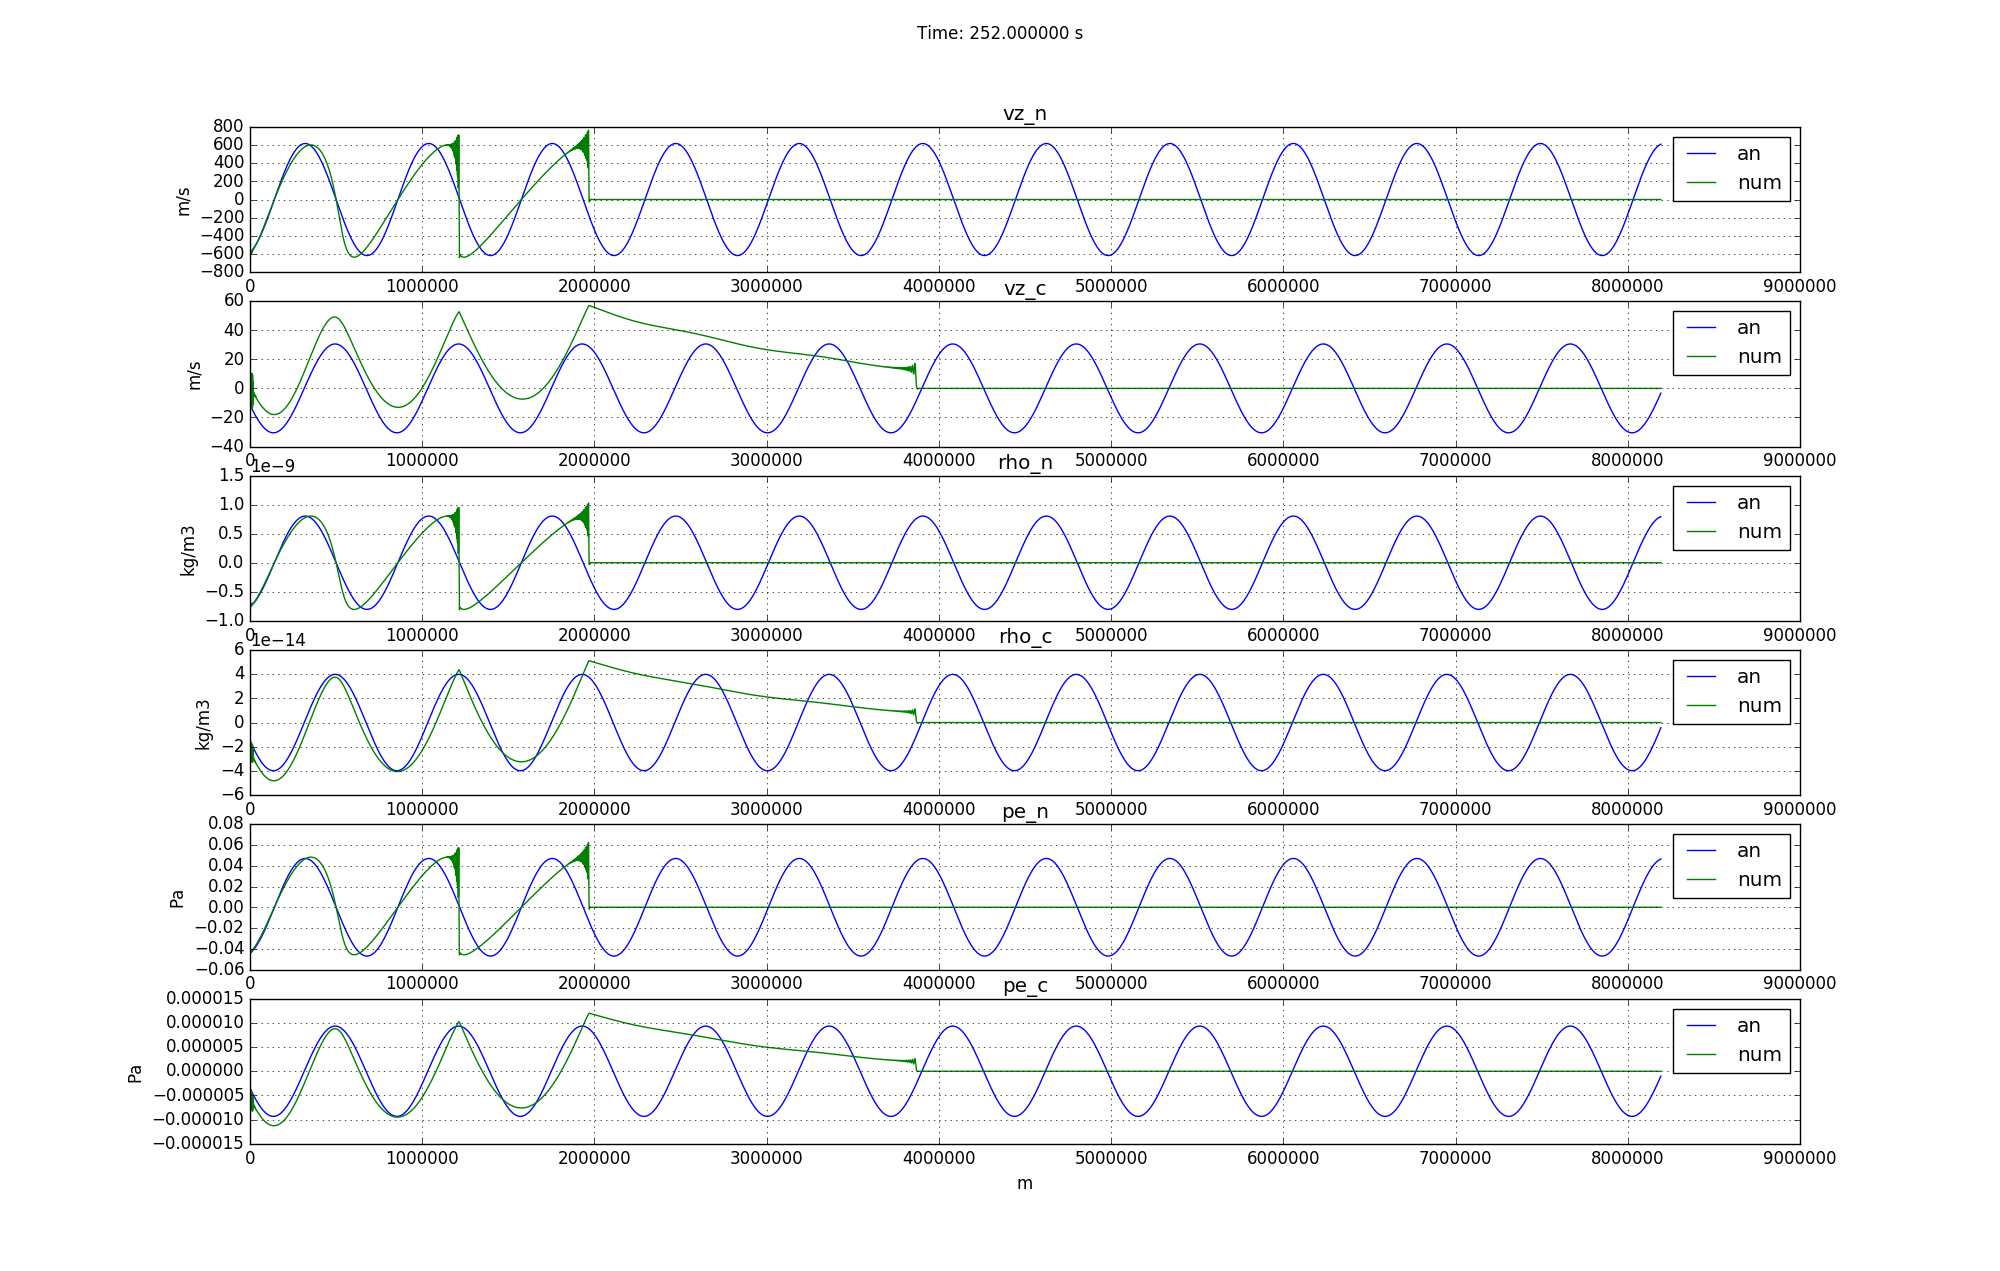 Time: 252.000000 s
vz_n
800
600
400
200
0
−200
−400
−600
−800
m/s
an
num
0 1000000 2000000 3000000 4000000 5000000 6000000 7000000 8000000 9000000
vz_c
60
40
20
0
−20
−40
m/s
an
num
0 1000000 2000000 3000000 4000000 5000000 6000000 7000000 8000000 9000000
1e−9
rho_n
1.5
1.0
0.5
0.0
−0.5
−1.0
kg/m3
an
num
0 1000000 2000000 3000000 4000000 5000000 6000000 7000000 8000000 9000000
1e−14
rho_c
6
4
2
0
−2
−4
−6
kg/m3
an
num
0 1000000 2000000 3000000 4000000 5000000 6000000 7000000 8000000 9000000
pe_n
0.08
0.06
0.04
0.02
0.00
−0.02
−0.04
−0.06
Pa
an
num
0 1000000 2000000 3000000 4000000 5000000 6000000 7000000 8000000 9000000
pe_c
0.000015
0.000010
0.000005
0.000000
−0.000005
−0.000010
−0.000015
Pa
an
num
0 1000000 2000000 3000000 4000000 5000000 6000000 7000000 8000000 9000000
m